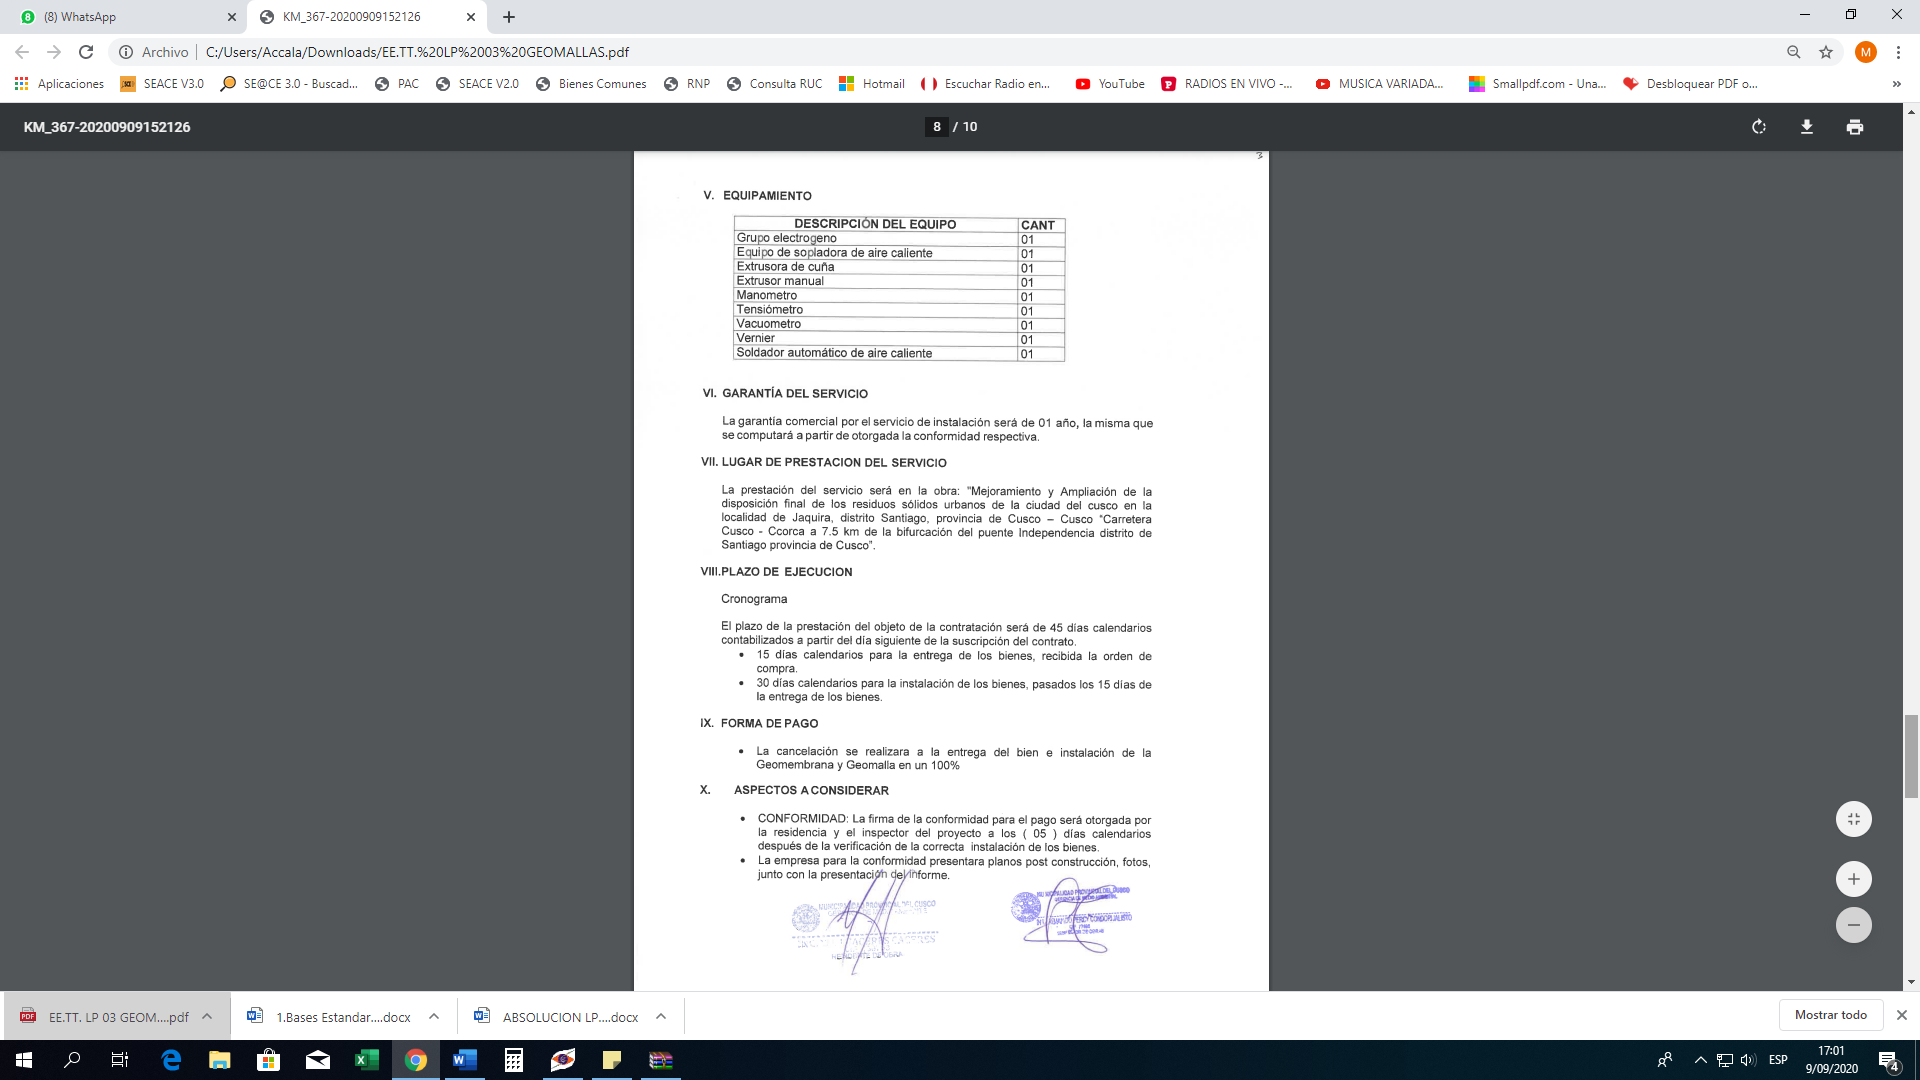 (8) WhatsApp
KM_367-20200909152126
Archivo | C:/Users/Accala/Downloads/EE.TT.%20LP%2003%20GEOMALLAS.pdf
M
Aplicaciones SEACE V3.0 SE@CE 3.0 - Buscad... PAC SEACE V2.0 Bienes Comunes RNP Consulta RUC Hotmail Escuchar Radio en... YouTube RADIOS EN VIVO -... MUSICA VARIADA... Smallpdf.com - Una... Desbloquear PDF o... »
KM_367-20200909152126 8 / 10
3
V. EQUIPAMIENTO
DESCRIPCIÓN DEL EQUIPO CANT
Grupo electrogeno 01
Equipo de sopladora de aire caliente 01
Extrusora de cuña 01
Extrusor manual 01
Manometro 01
Tensiómetro 01
Vacuometro 01
Vernier 01
Soldador automático de aire caliente 01
VI. GARANTÍA DEL SERVICIO
La garantía comercial por el servicio de instalación será de 01 año, la misma que
se computará a partir de otorgada la conformidad respectiva.
VII. LUGAR DE PRESTACION DEL SERVICIO
La prestación del servicio será en la obra: "Mejoramiento y Ampliación de la
disposición final de los residuos sólidos urbanos de la ciudad del cusco en la
localidad de Jaquira, distrito Santiago, provincia de Cusco – Cusco "Carretera
Cusco - Ccorca a 7.5 km de la bifurcación del puente Independencia distrito de
Santiago provincia de Cusco".
VIII.PLAZO DE EJECUCION
Cronograma
El plazo de la prestación del objeto de la contratación será de 45 días calendarios
contabilizados a partir del día siguiente de la suscripción del contrato.
• 15 días calendarios para la entrega de los bienes, recibida la orden de
compra.
• 30 días calendarios para la instalación de los bienes, pasados los 15 días de
la entrega de los bienes.
IX. FORMA DE PAGO
• La cancelación se realizara a la entrega del bien e instalación de la
Geomembrana y Geomalla en un 100%
X. ASPECTOS A CONSIDERAR
• CONFORMIDAD: La firma de la conformidad para el pago será otorgada por
la residencia y el inspector del proyecto a los ( 05 ) días calendarios
después de la verificación de la correcta instalación de los bienes.
• La empresa para la conformidad presentara planos post construcción, fotos,
junto con la presentación del informe.
MUNICIPALIDAD PROVINCIAL DEL CUSCO
MUNICIPALIDAD PROVINCIAL DEL CUSCO
CACERES CACERES
RESIDENTE DE OBRA
EE.TT. LP 03 GEOM....pdf 1.Bases Estandar....docx ABSOLUCION LP....docx Mostrar todo
ESP
17:01
9/09/2020
4